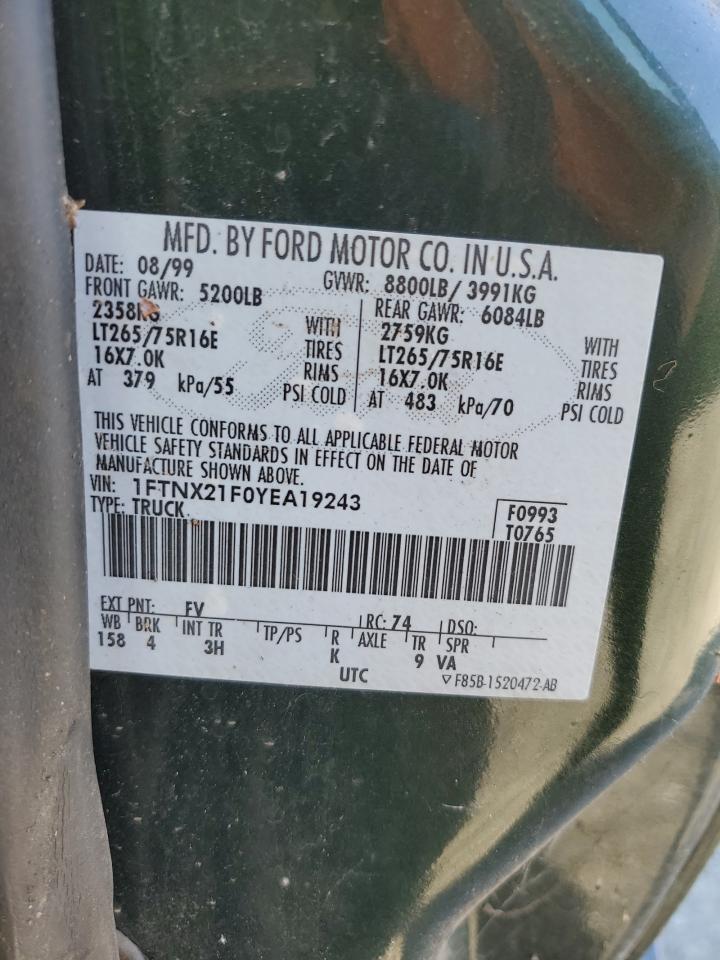 MFD. BY FORD MOTOR CO. IN U.S.A.
DATE: 08/99 GVWR: 8800LB/ 3991KG
FRONT GAWR: 5200LB REAR GAWR: 6084LB
2358KG WITH 2759KG WITH
LT265/75R16E TIRES LT265/75R16E TIRES
16X7.0K RIMS 16X7.0K RIMS
AT 379 kPa/55 PSI COLD AT 483 kPa/70 PSI COLD
THIS VEHICLE CONFORMS TO ALL APPLICABLE FEDERAL MOTOR
VEHICLE SAFETY STANDARDS IN EFFECT ON THE DATE OF
MANUFACTURE SHOWN ABOVE.
VIN: 1FTNX21F0YEA19243
TYPE: TRUCK
F0993
T0765
EXT PNT: FV RC: 74 DSO:
WB BRK INT TR TP/PS R AXLE TR SPR
158 4 3H K 9 VA
UTC ▽ F85B-1520472-AB